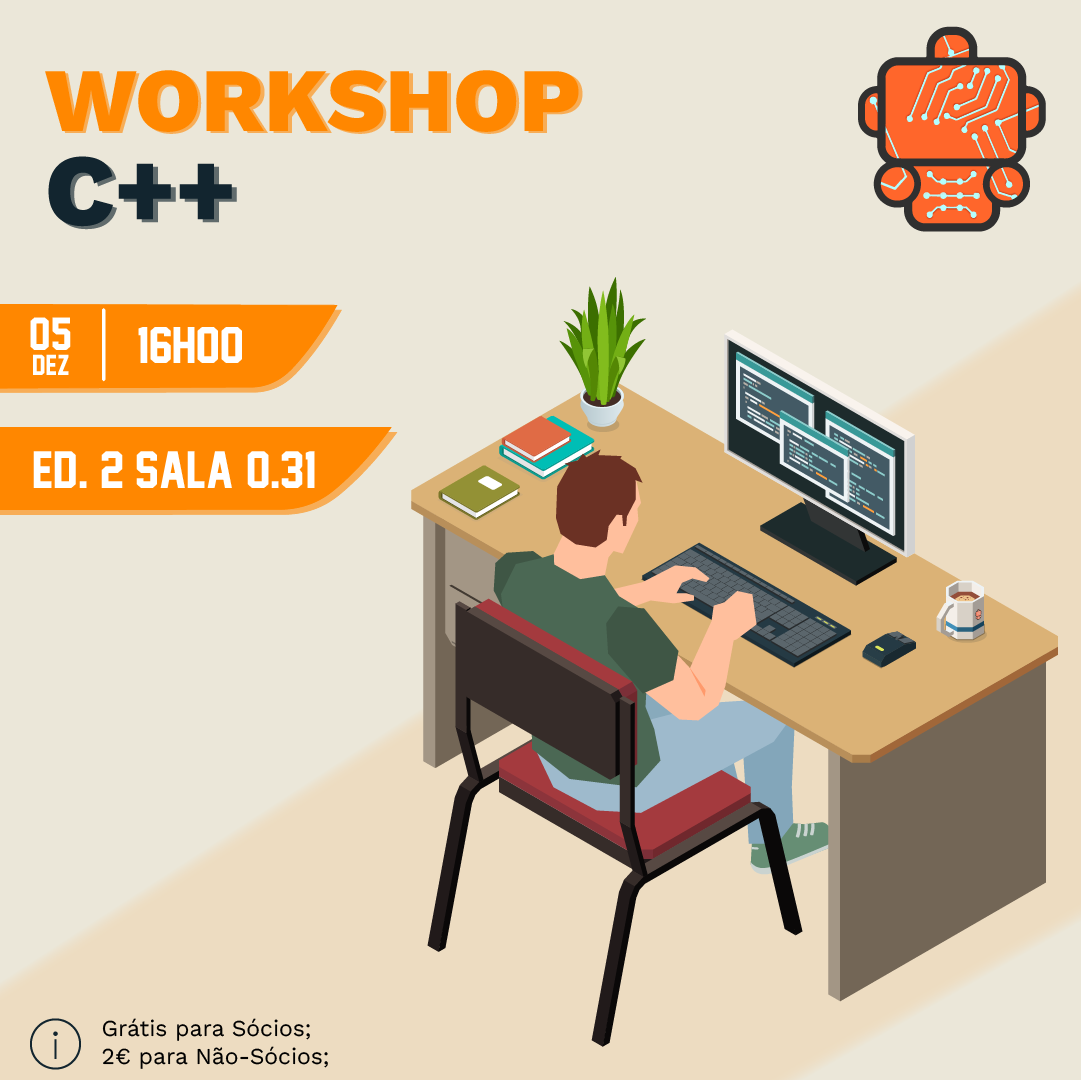 WORKSHOP
C++
05
DEZ
16H00
ED. 2 SALA 0.31
i
Grátis para Sócios;
2€ para Não-Sócios;